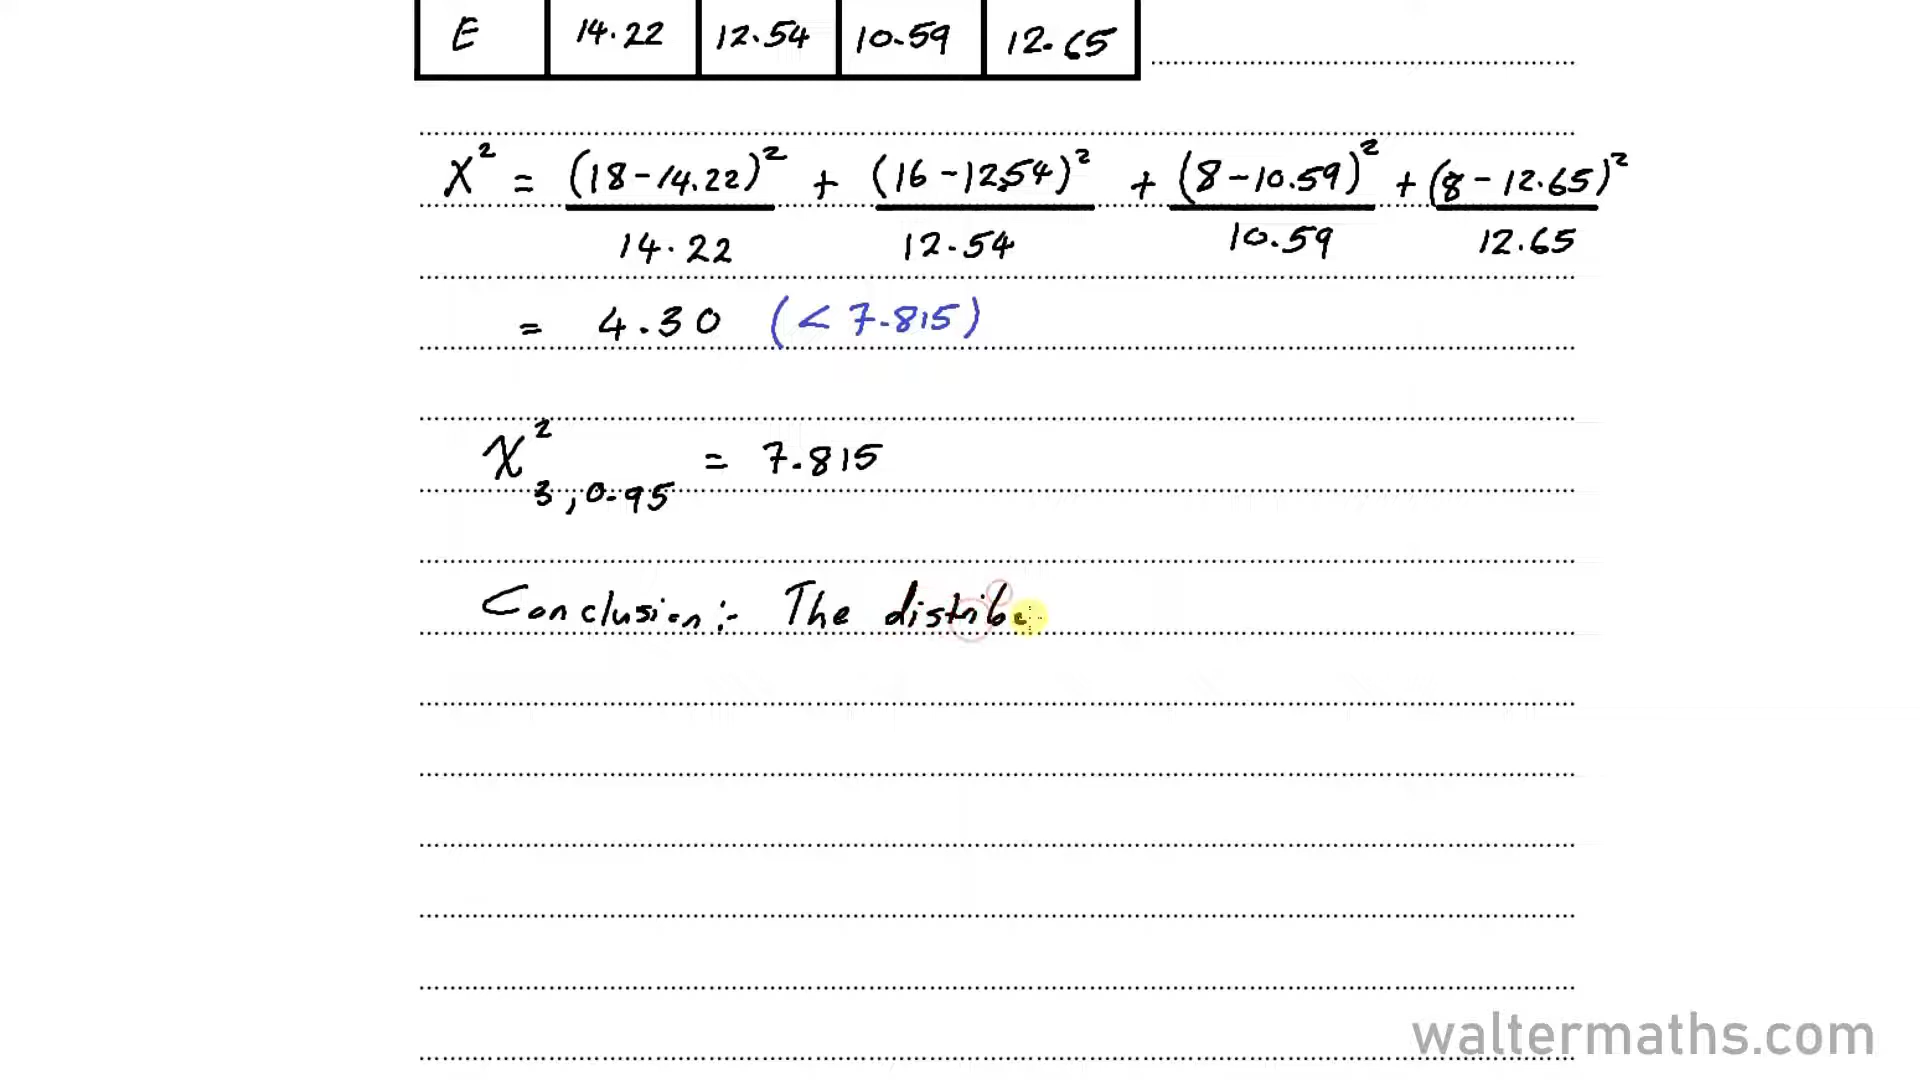 E 14.22 12.54 10.59 12.65
χ² = (18-14.22)²/14.22 + (16-12.54)²/12.54 + (8-10.59)²/10.59 + (8-12.65)²/12.65
= 4.30 (< 7.815)
χ²₃,₀.₉₅ = 7.815
Conclusion:- The distrib
waltermaths.com